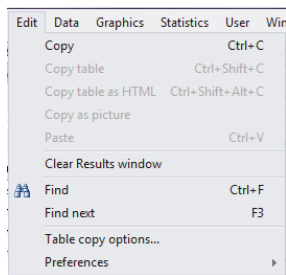 Edit Data Graphics Statistics User Win
Copy Ctrl+C
Copy table Ctrl+Shift+C
Copy table as HTML Ctrl+Shift+Alt+C
Copy as picture
Paste Ctrl+V
Clear Results window
Find Ctrl+F
Find next F3
Table copy options...
Preferences